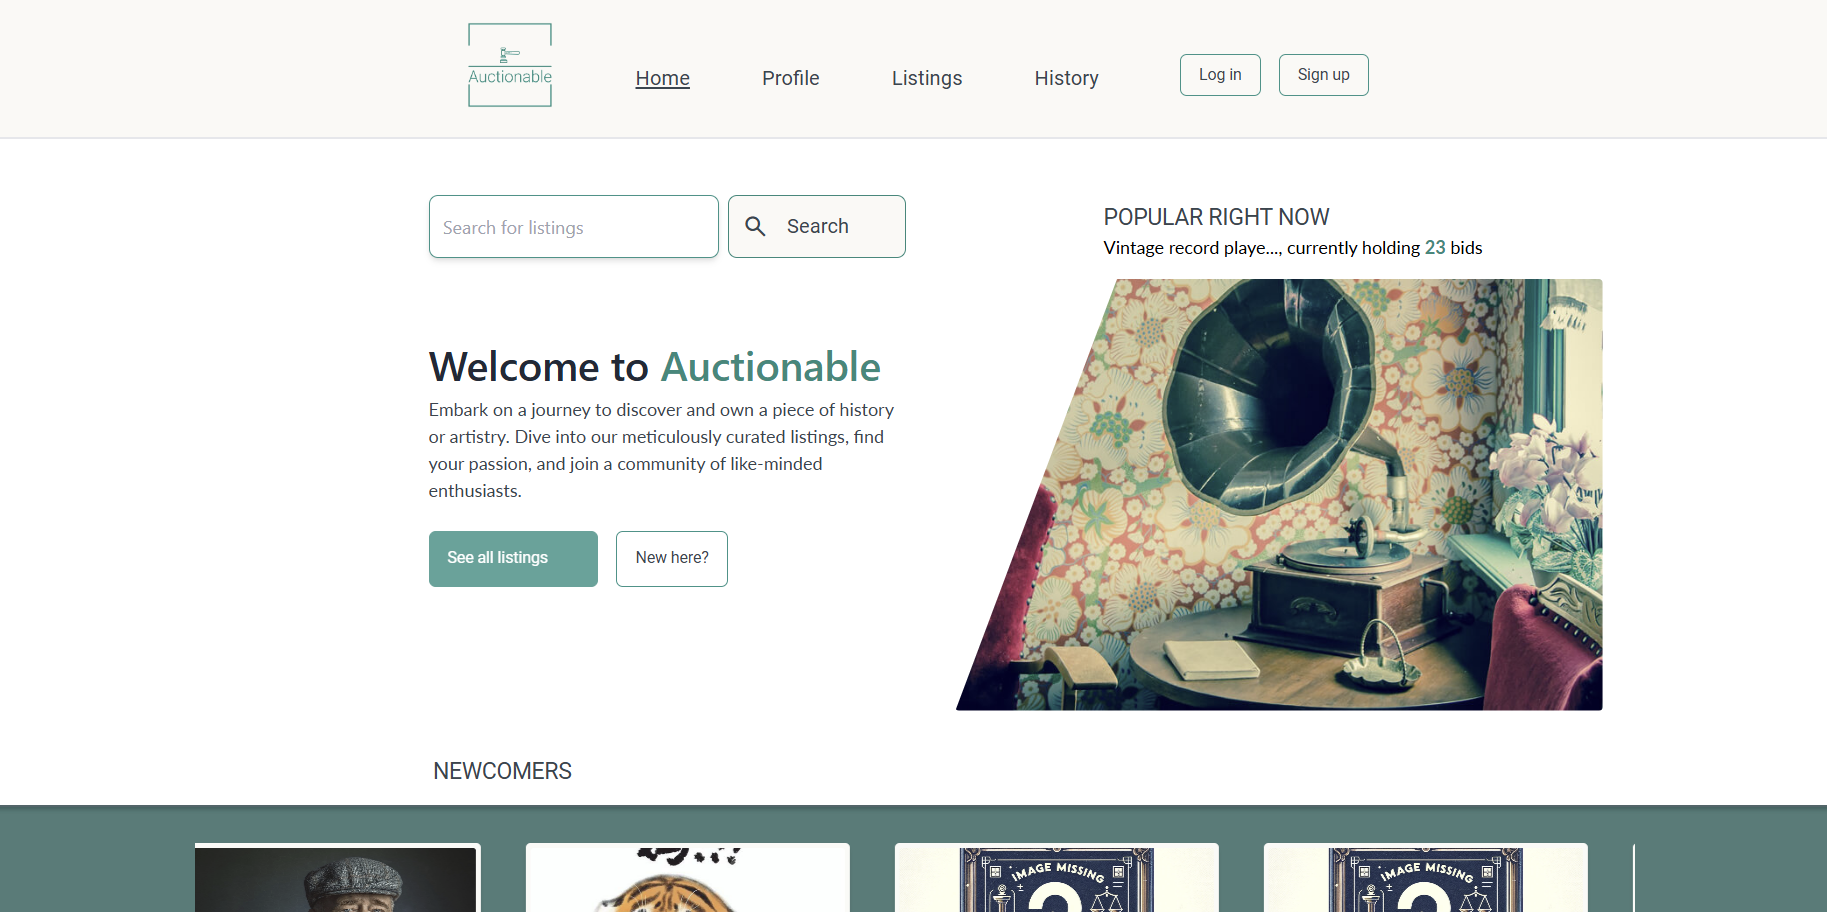 Auctionable
Home
Profile
Listings
History
Log in
Sign up
Search for listings
Search
POPULAR RIGHT NOW
Vintage record playe..., currently holding 23 bids
Welcome to Auctionable
Embark on a journey to discover and own a piece of history
or artistry. Dive into our meticulously curated listings, find
your passion, and join a community of like-minded
enthusiasts.
See all listings
New here?
NEWCOMERS
IMAGE MISSING
?
IMAGE MISSING
?